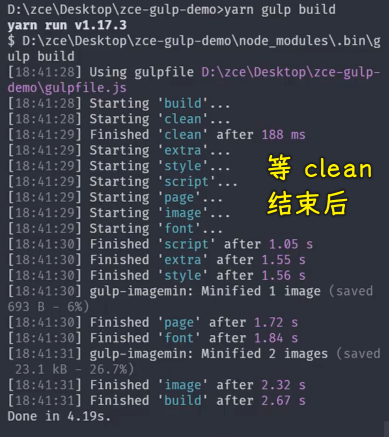 D:\zce\Desktop\zce-gulp-demo>yarn gulp build
yarn run v1.17.3
$ D:\zce\Desktop\zce-gulp-demo\node_modules\.bin\g
ulp build
[18:41:28] Using gulpfile D:\zce\Desktop\zce-gulp-
demo\gulpfile.js
[18:41:28] Starting 'build'...
[18:41:28] Starting 'clean'...
[18:41:29] Finished 'clean' after 188 ms
[18:41:29] Starting 'extra'...
[18:41:29] Starting 'style'...
[18:41:29] Starting 'script'...
[18:41:29] Starting 'page'...
[18:41:29] Starting 'image'...
[18:41:29] Starting 'font'...
等 clean
结束后
[18:41:30] Finished 'script' after 1.05 s
[18:41:30] Finished 'extra' after 1.55 s
[18:41:30] Finished 'style' after 1.56 s
[18:41:30] gulp-imagemin: Minified 1 image (saved
693 B - 6%)
[18:41:30] Finished 'page' after 1.72 s
[18:41:30] Finished 'font' after 1.84 s
[18:41:31] gulp-imagemin: Minified 2 images (saved
23.1 kB - 26.7%)
[18:41:31] Finished 'image' after 2.32 s
[18:41:31] Finished 'build' after 2.67 s
Done in 4.19s.